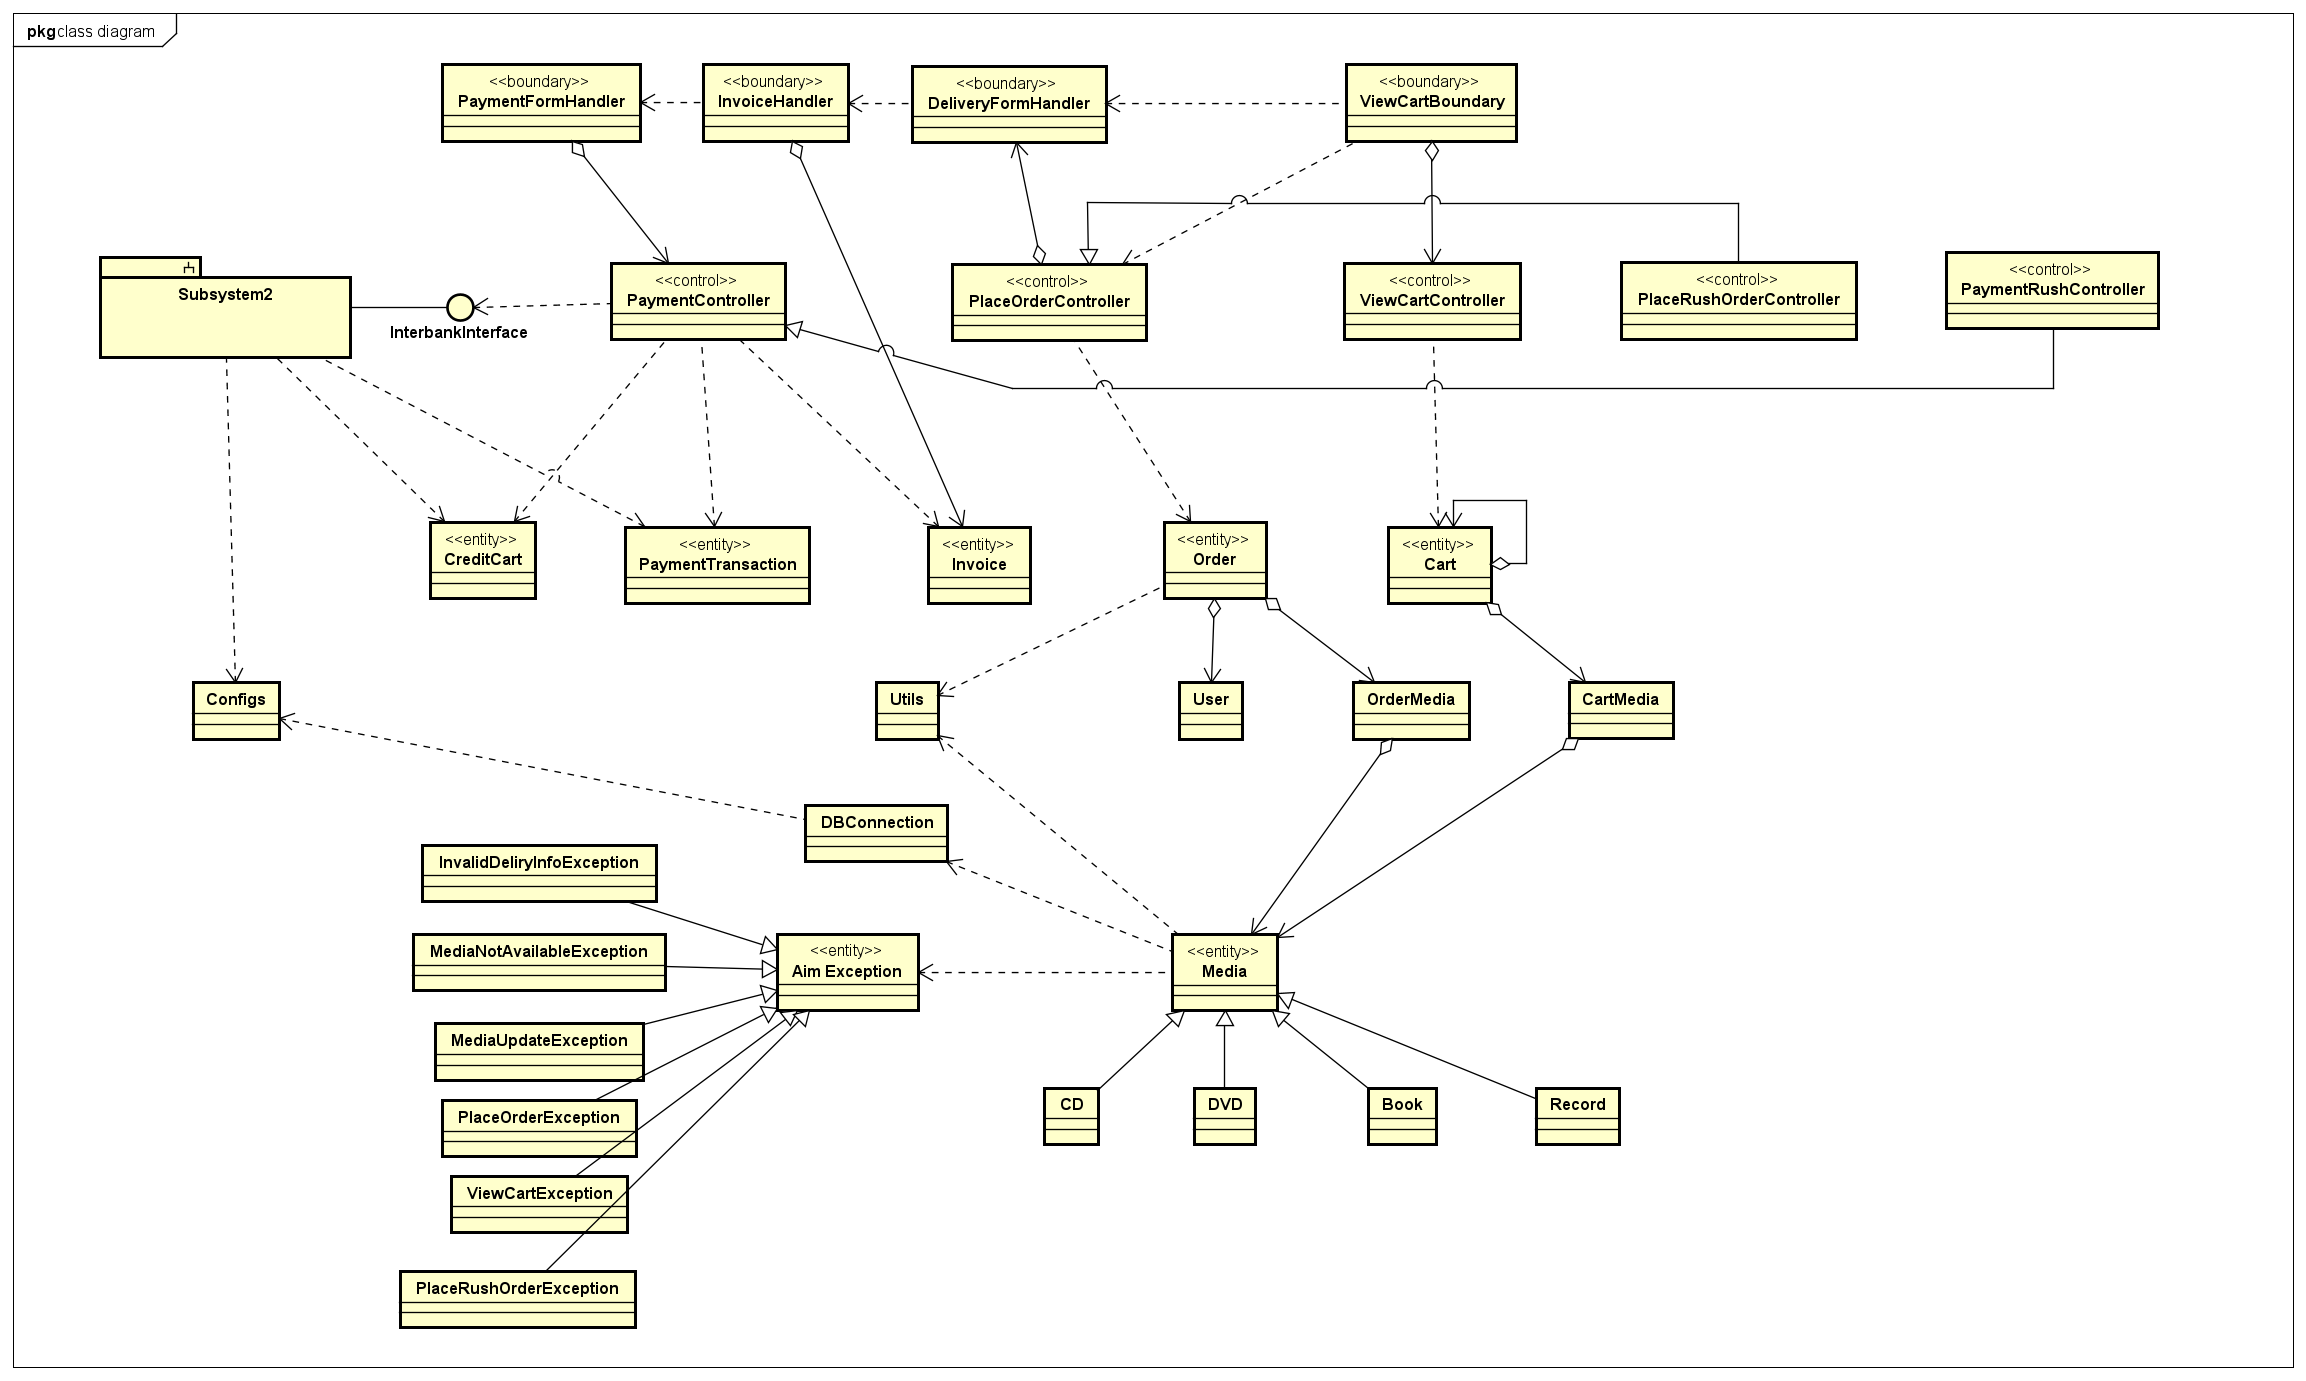 pkg class diagram
<<boundary>>
PaymentFormHandler
<<boundary>>
InvoiceHandler
<<boundary>>
DeliveryFormHandler
<<boundary>>
ViewCartBoundary
Subsystem2
InterbankInterface
<<control>>
PaymentController
<<control>>
PlaceOrderController
<<control>>
ViewCartController
<<control>>
PlaceRushOrderController
<<control>>
PaymentRushController
<<entity>>
CreditCart
<<entity>>
PaymentTransaction
<<entity>>
Invoice
<<entity>>
Order
<<entity>>
Cart
Configs
Utils
User
OrderMedia
CartMedia
DBConnection
InvalidDeliryInfoException
MediaNotAvailableException
<<entity>>
Aim Exception
<<entity>>
Media
MediaUpdateException
PlaceOrderException
CD
DVD
Book
Record
ViewCartException
PlaceRushOrderException